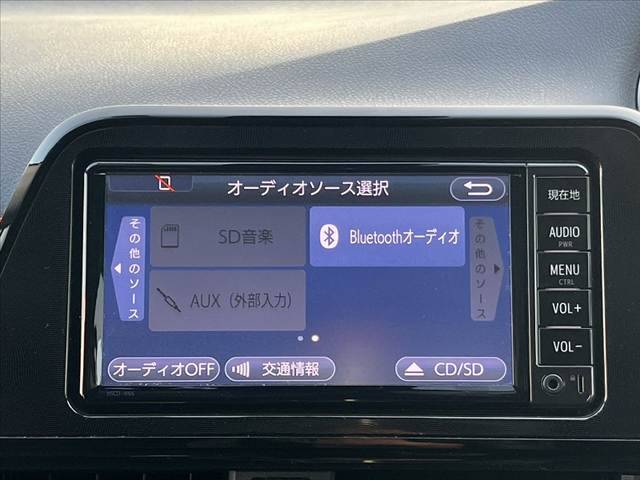 オーディオソース選択
現在地
その他のソース
SD音楽
Bluetoothオーディオ
その他のソース
AUDIO
PWR
AUX（外部入力）
MENU
CTRL
VOL+
VOL-
オーディオOFF
交通情報
CD/SD